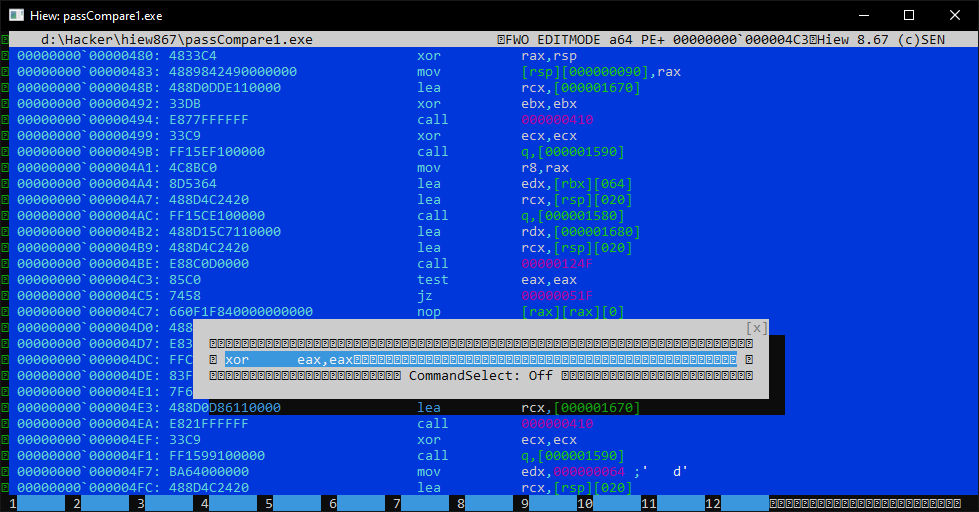 Hiew: passCompare1.exe
d:\Hacker\hiew867\passCompare1.exe FWO EDITMODE a64 PE+ 00000000`000004C3 Hiew 8.67 (c)SEN
00000000`00000480: 4833C4 xor rax,rsp
00000000`00000483: 4889842490000000 mov [rsp][000000090],rax
00000000`0000048B: 488D0DDE110000 lea rcx,[000001670]
00000000`00000492: 33DB xor ebx,ebx
00000000`00000494: E877FFFFFF call 000000410
00000000`00000499: 33C9 xor ecx,ecx
00000000`0000049B: FF15EF100000 call q,[000001590]
00000000`000004A1: 4C8BC0 mov r8,rax
00000000`000004A4: 8D5364 lea edx,[rbx][064]
00000000`000004A7: 488D4C2420 lea rcx,[rsp][020]
00000000`000004AC: FF15CE100000 call q,[000001580]
00000000`000004B2: 488D15C7110000 lea rdx,[000001680]
00000000`000004B9: 488D4C2420 lea rcx,[rsp][020]
00000000`000004BE: E88C0D0000 call 00000124F
00000000`000004C3: 85C0 test eax,eax
00000000`000004C5: 7458 jz 00000051F
00000000`000004C7: 660F1F840000000000 nop [rax][rax][0]
00000000`000004D0: 488 [x]
00000000`000004D7: E83
00000000`000004DC: FFC xor eax,eax
00000000`000004DE: 83F CommandSelect: Off
00000000`000004E1: 7F6
00000000`000004E3: 488D0D86110000 lea rcx,[000001670]
00000000`000004EA: E821FFFFFF call 000000410
00000000`000004EF: 33C9 xor ecx,ecx
00000000`000004F1: FF1599100000 call q,[000001590]
00000000`000004F7: BA64000000 mov edx,000000064 ;' d'
00000000`000004FC: 488D4C2420 lea rcx,[rsp][020]
1 2 3 4 5 6 7 8 9 10 11 12